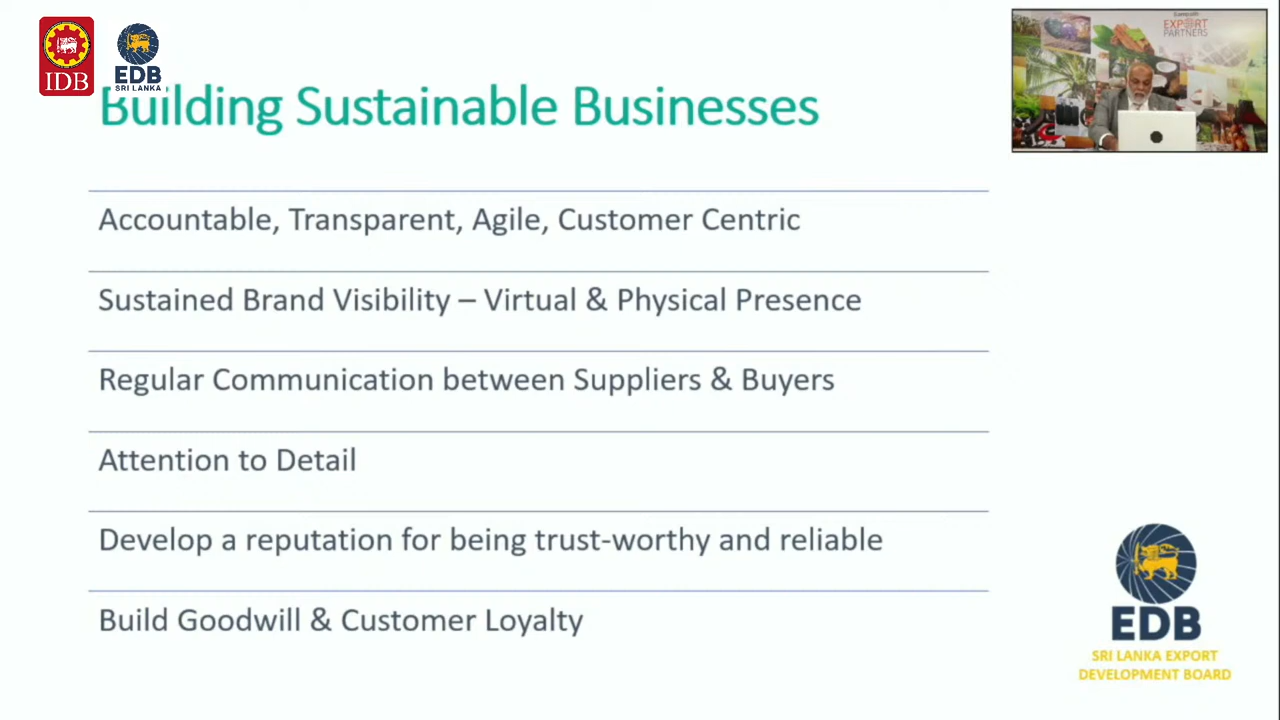 IDB
EDB
SRI LANKA
EXPORT
PARTNERS
Building Sustainable Businesses
Accountable, Transparent, Agile, Customer Centric
Sustained Brand Visibility – Virtual & Physical Presence
Regular Communication between Suppliers & Buyers
Attention to Detail
Develop a reputation for being trust-worthy and reliable
Build Goodwill & Customer Loyalty
EDB
SRI LANKA EXPORT
DEVELOPMENT BOARD